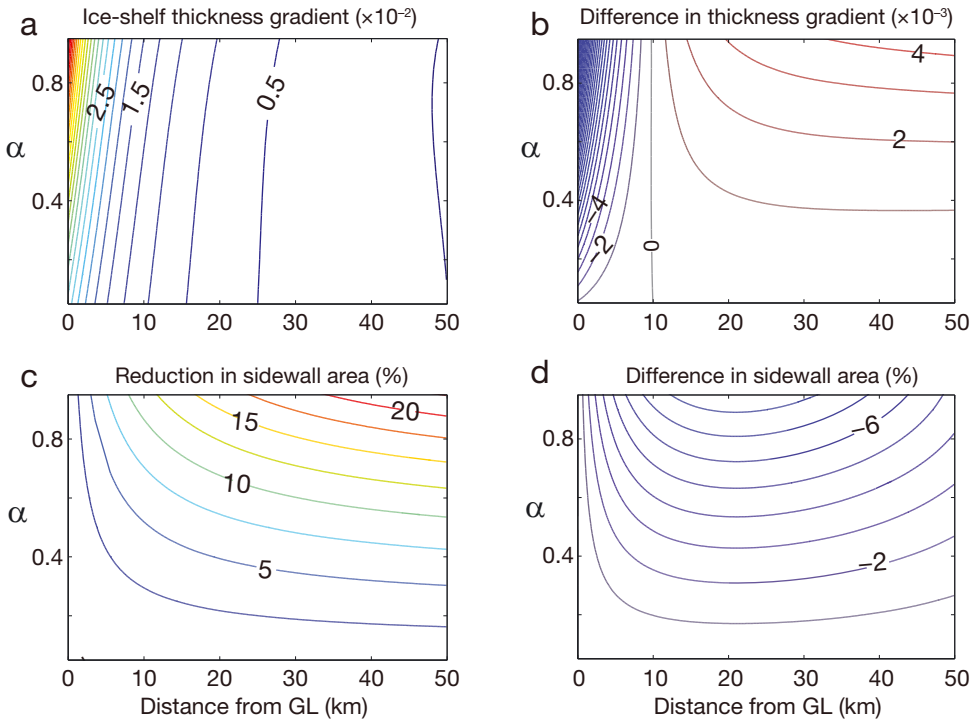 a
Ice-shelf thickness gradient (×10⁻²)
0.8
2.5
1.5
0.5
α
0.4
0 10 20 30 40 50
b
Difference in thickness gradient (×10⁻³)
4
0.8
2
α
0.4
−4
−2
0
0 10 20 30 40 50
c
Reduction in sidewall area (%)
20
15
0.8
10
α
0.4
5
0 10 20 30 40 50
Distance from GL (km)
d
Difference in sidewall area (%)
0.8
−6
α
0.4
−2
0 10 20 30 40 50
Distance from GL (km)